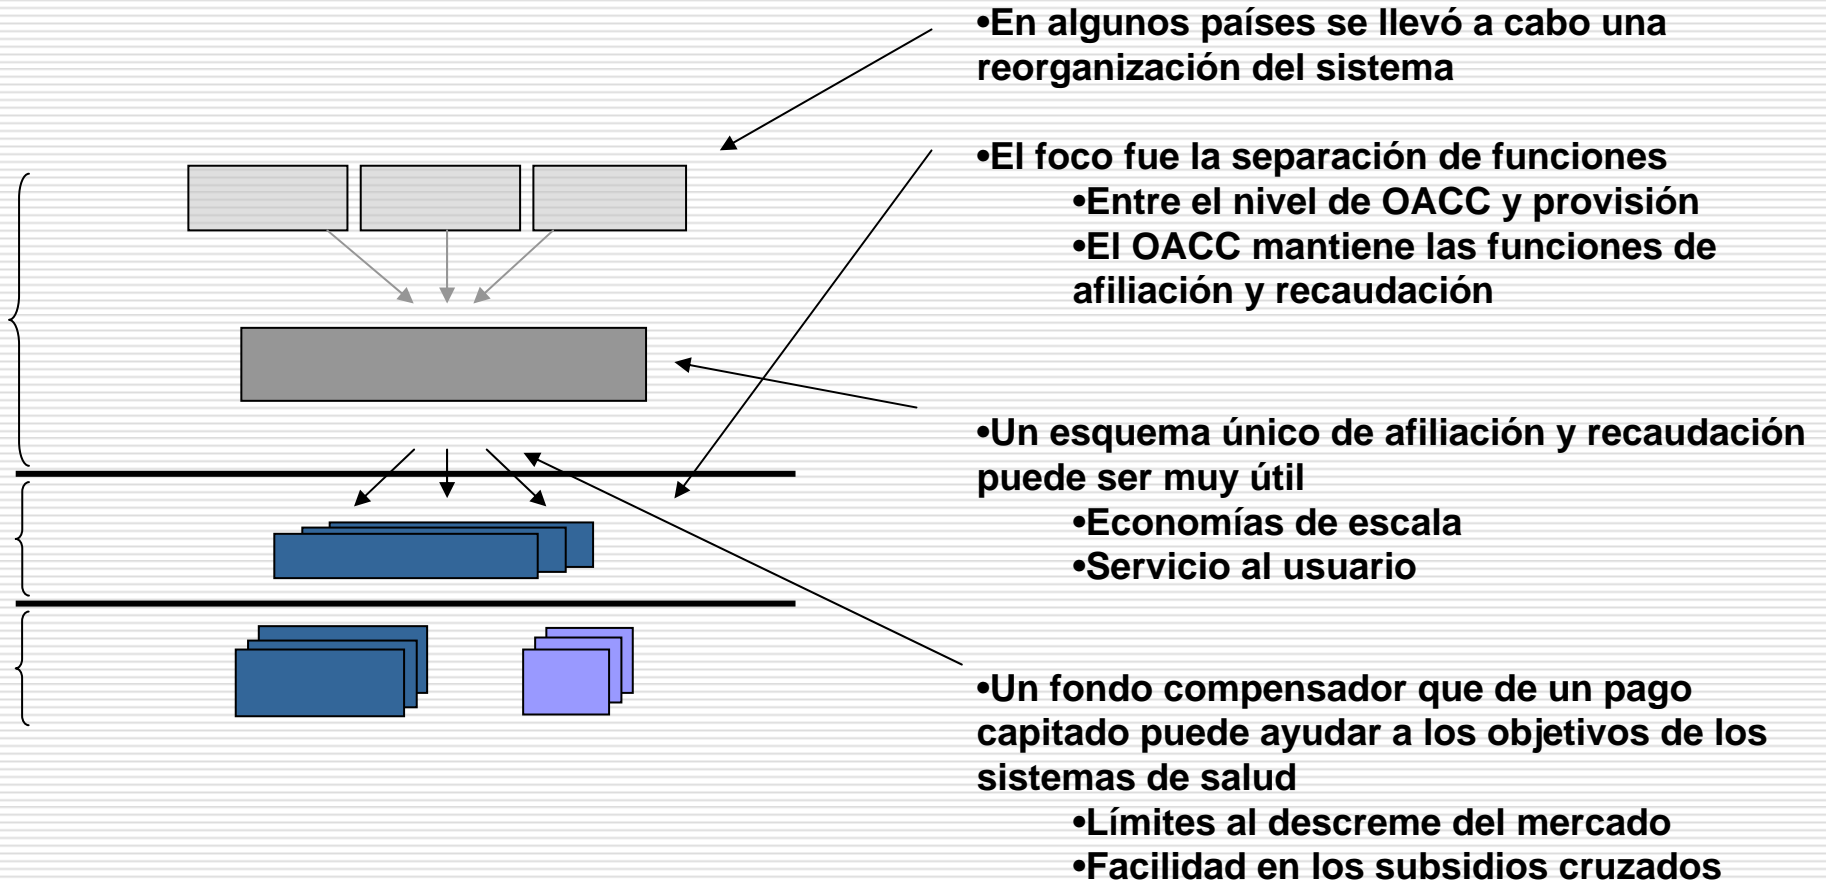 •En algunos países se llevó a cabo una
reorganización del sistema
•El foco fue la separación de funciones
•Entre el nivel de OACC y provisión
•El OACC mantiene las funciones de
afiliación y recaudación
•Un esquema único de afiliación y recaudación
puede ser muy útil
•Economías de escala
•Servicio al usuario
•Un fondo compensador que de un pago
capitado puede ayudar a los objetivos de los
sistemas de salud
•Límites al descreme del mercado
•Facilidad en los subsidios cruzados